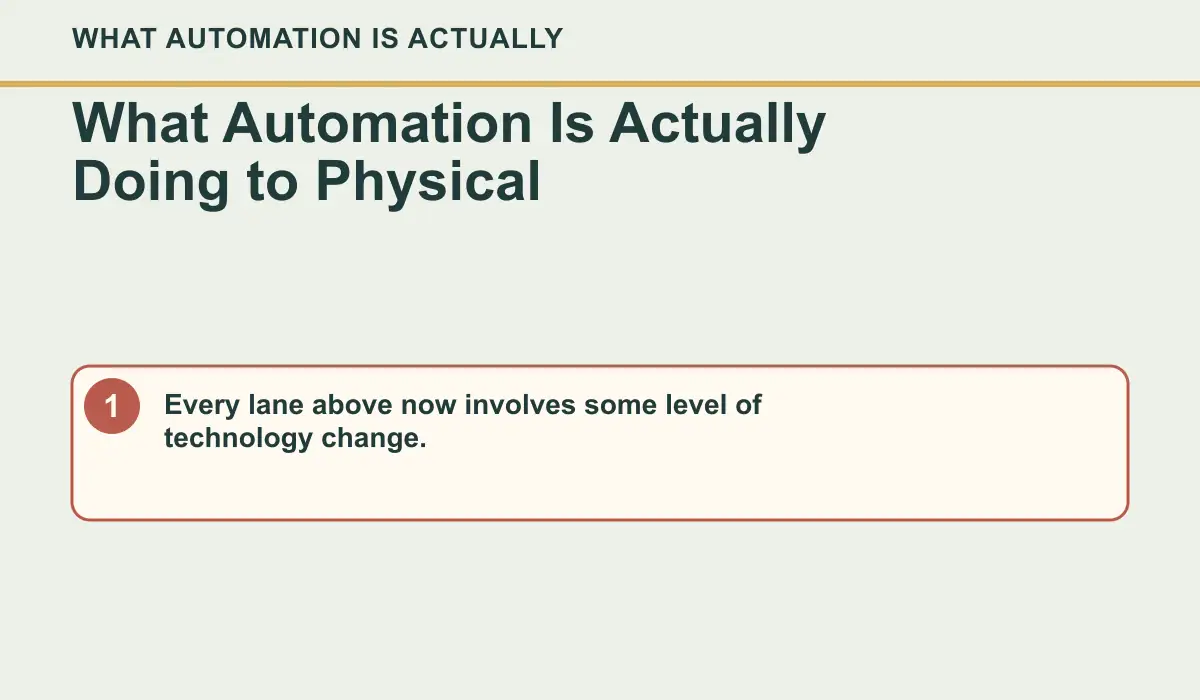 WHAT AUTOMATION IS ACTUALLY
What Automation Is Actually
Doing to Physical
1
Every lane above now involves some level of
technology change.